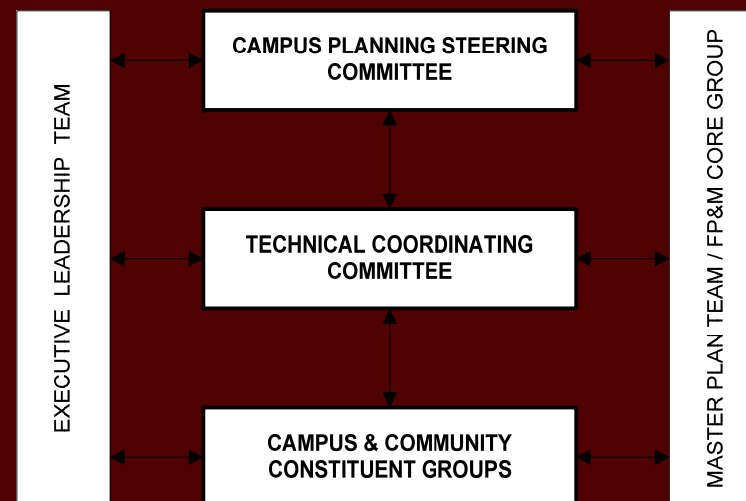 EXECUTIVE LEADERSHIP TEAM
CAMPUS PLANNING STEERING
COMMITTEE
TECHNICAL COORDINATING
COMMITTEE
CAMPUS & COMMUNITY
CONSTITUENT GROUPS
MASTER PLAN TEAM / FP&M CORE GROUP